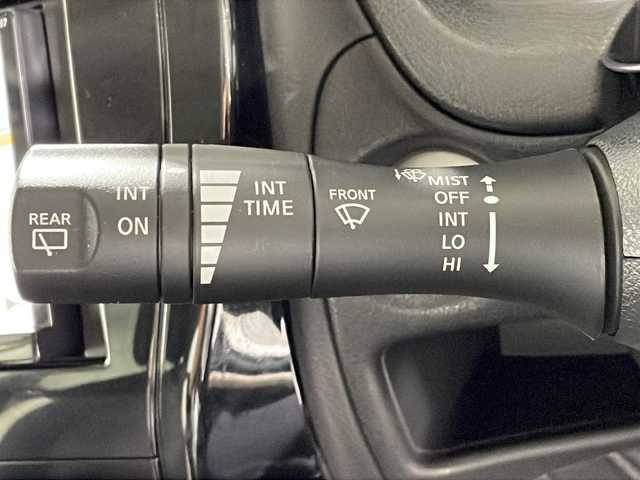 REAR
INT
ON
INT
TIME
FRONT
MIST
OFF
INT
LO
HI